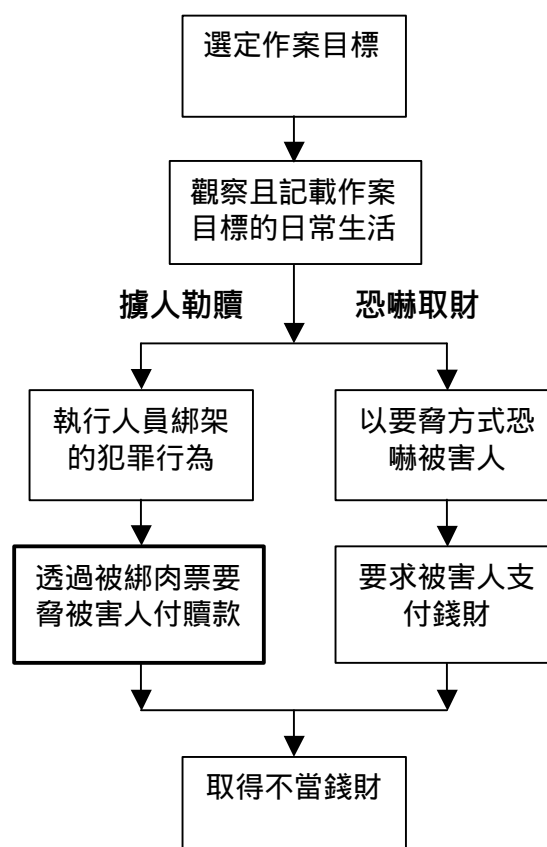 選定作案目標
觀察且記載作案
目標的日常生活
擄人勒贖
恐嚇取財
執行人員綁架
的犯罪行為
以要脅方式恐
嚇被害人
透過被綁肉票要
脅被害人付贖款
要求被害人支
付錢財
取得不當錢財